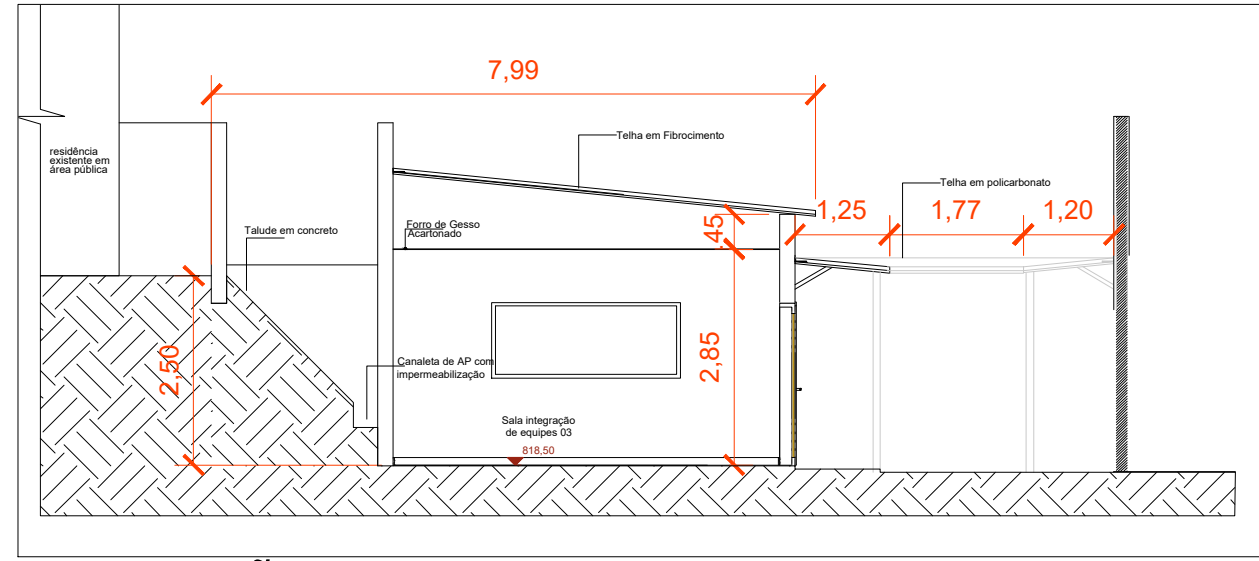 7,99
Telha em Fibrocimento
residência
existente em
área pública
Telha em policarbonato
1,25
1,77
1,20
,45
Forro de Gesso
Acartonado
Talude em concreto
2,50
2,85
Canaleta de AP com
impermeabilização
Sala integração
de equipes 03
818,50